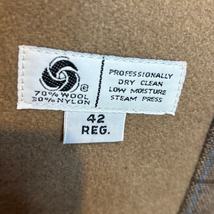 PROFESSIONALLY
DRY CLEAN
LOW MOISTURE
STEAM PRESS
®
70% WOOL
30% NYLON
42
REG.